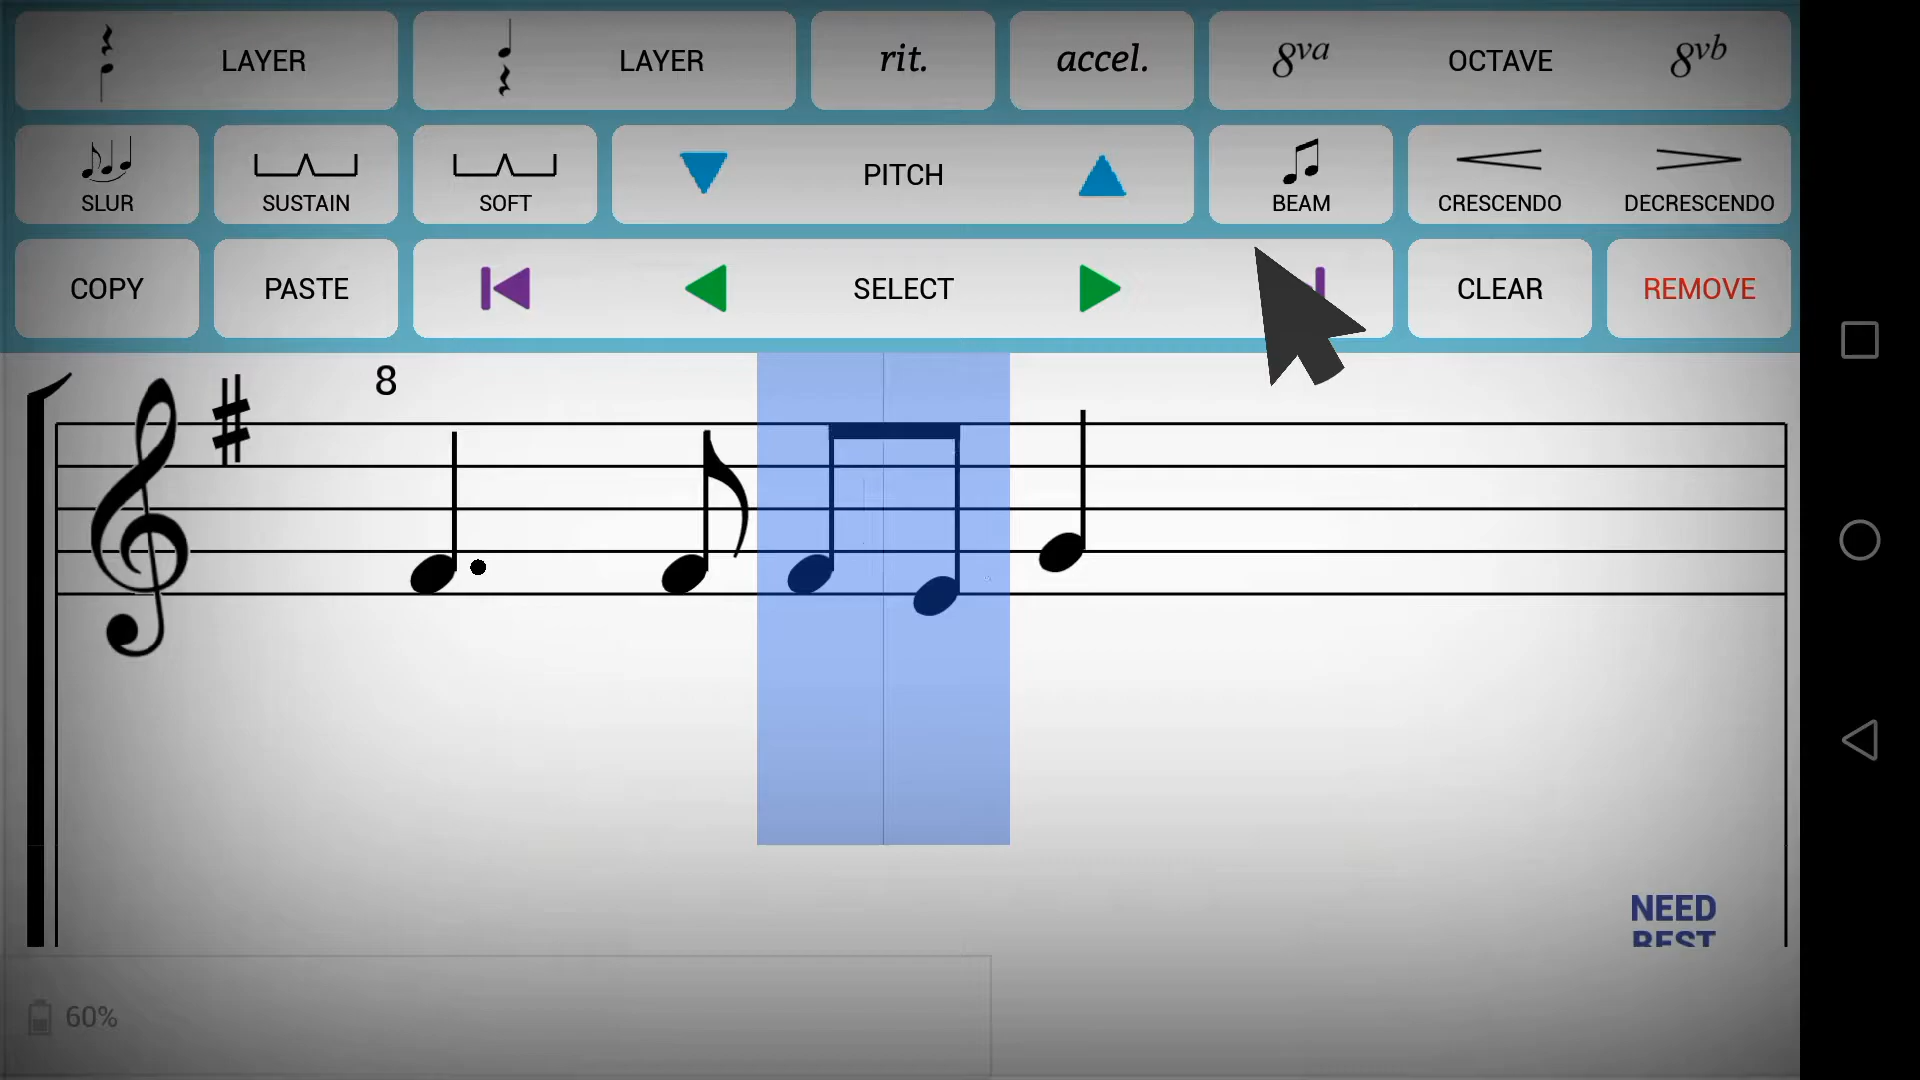 LAYER LAYER rit. accel. 8va OCTAVE 8vb
SLUR SUSTAIN SOFT PITCH BEAM CRESCENDO DECRESCENDO
COPY PASTE SELECT CLEAR REMOVE
8
NEED
BEST
60%